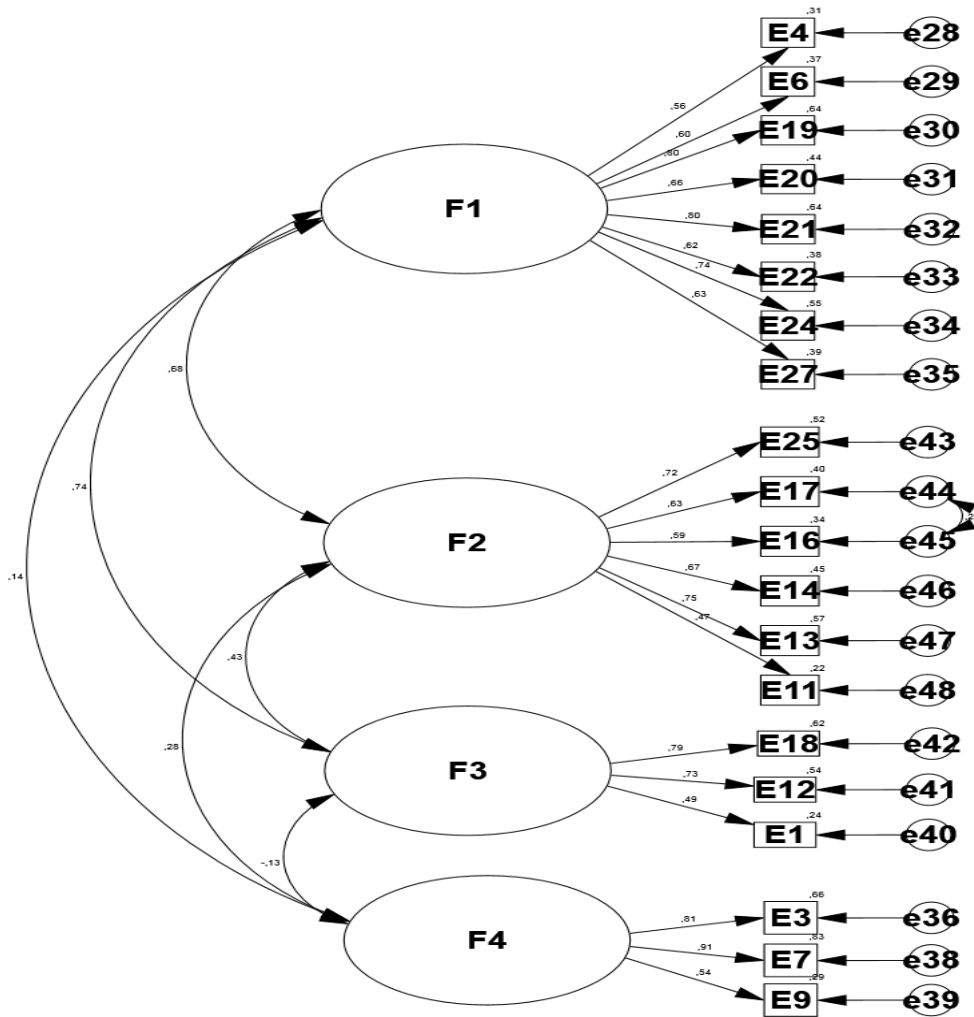 ,31
E4 e28
,37
,56 E6 e29
,64
,60 E19 e30
,80
,44
,66 E20 e31
F1
,64
,80 E21 e32
,38
,62 E22 e33
,74
,55
,63 E24 e34
,39
,68 E27 e35
,52
E25 e43
,72
,40
,74 ,63 E17 e44
,34
F2 ,59 E16 e45
,67 ,45
,14 E14 e46
,75
,57
,47 E13 e47
,43
,22
E11 e48
,28 ,62
,79 E18 e42
F3 ,73 ,54
E12 e41
,49
,24
E1 e40
-,13
,66
,81 E3 e36
F4 ,83
,91 E7 e38
,29
,54 E9 e39